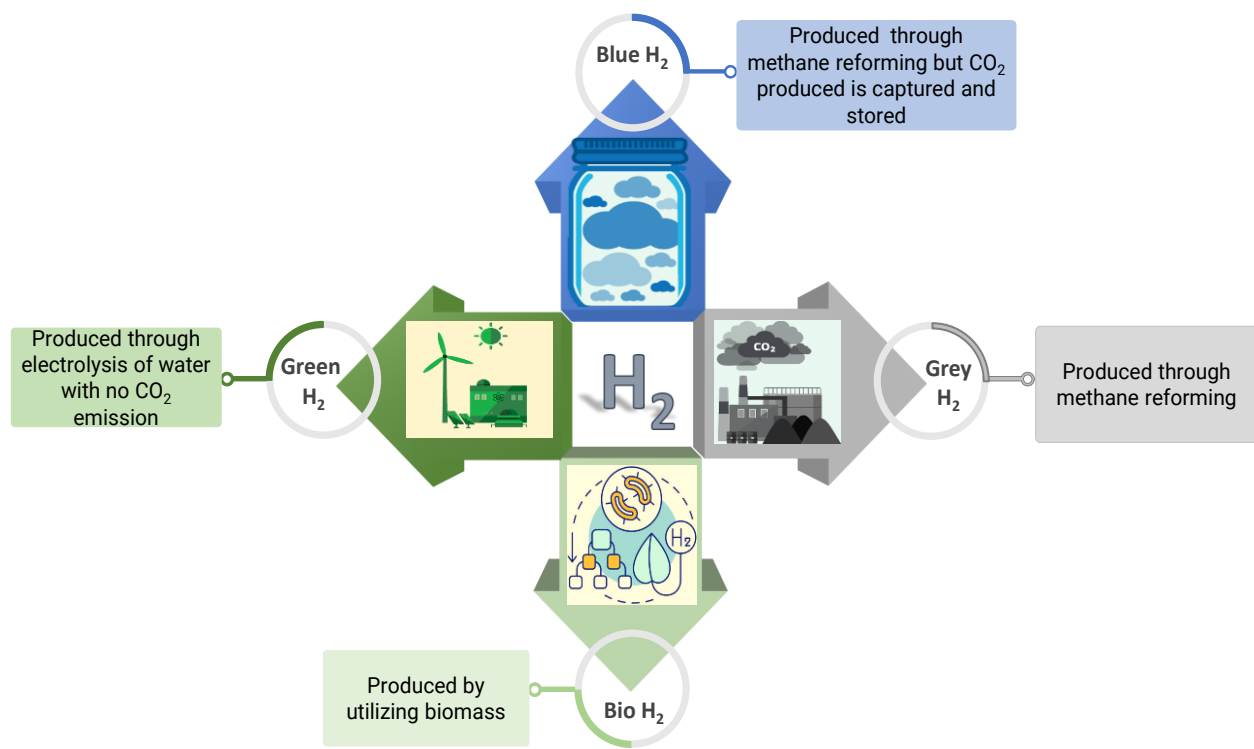 Blue H₂
Produced through
methane reforming but CO₂
produced is captured and
stored
Produced through
electrolysis of water
with no CO₂
emission
Green
H₂
H₂
CO₂
Grey
H₂
Produced through
methane reforming
H₂
Produced by
utilizing biomass
Bio H₂